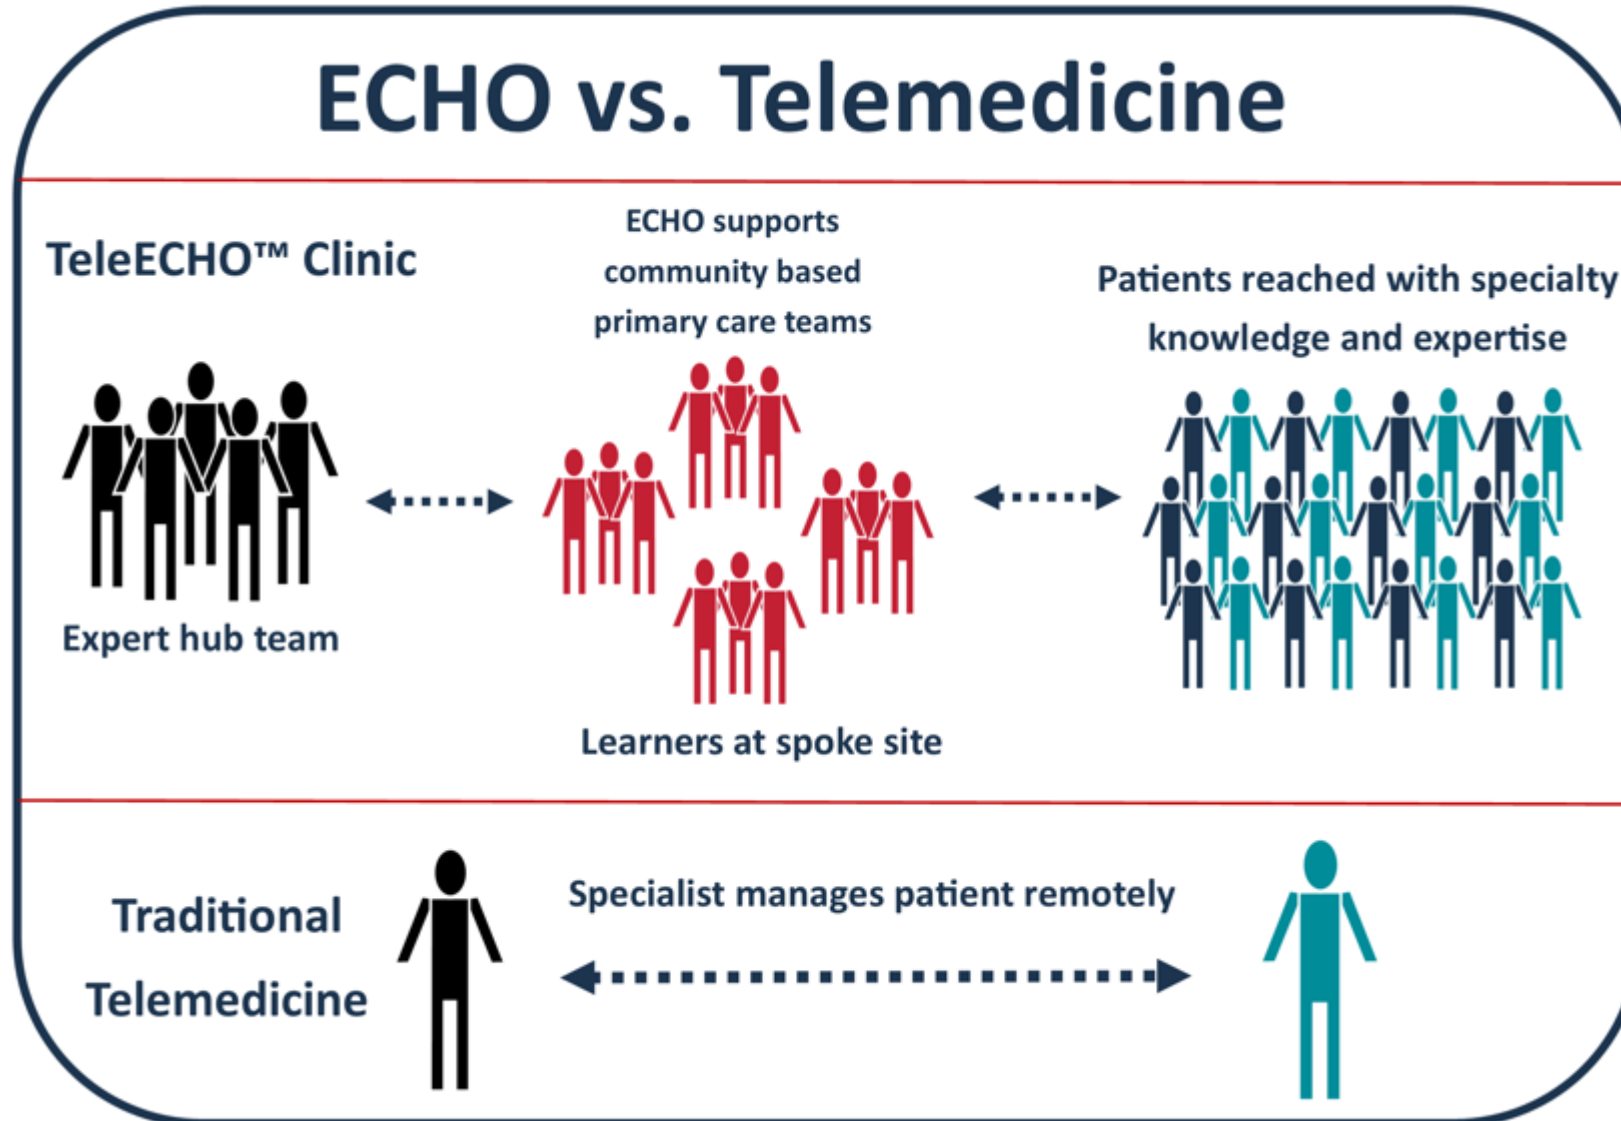 ECHO vs. Telemedicine
TeleECHO™ Clinic
ECHO supports
community based
primary care teams
Patients reached with specialty
knowledge and expertise
Expert hub team
Learners at spoke site
Traditional
Telemedicine
Specialist manages patient remotely